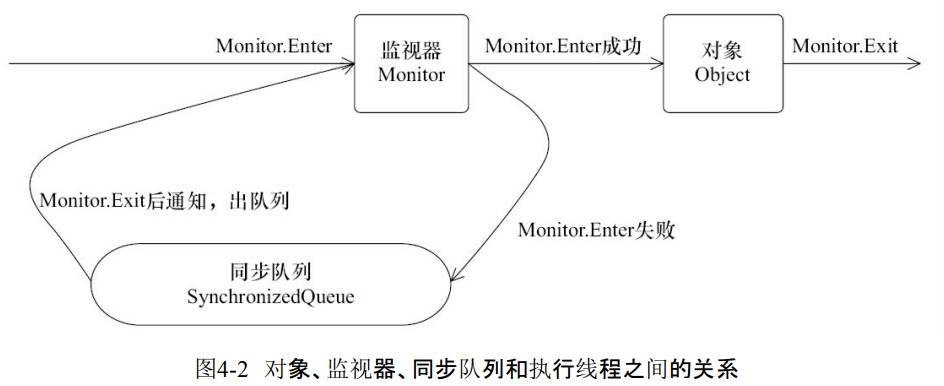 Monitor.Enter
监视器
Monitor
Monitor.Enter成功
对象
Object
Monitor.Exit
Monitor.Exit后通知，出队列
Monitor.Enter失败
同步队列
SynchronizedQueue
图4-2 对象、监视器、同步队列和执行线程之间的关系